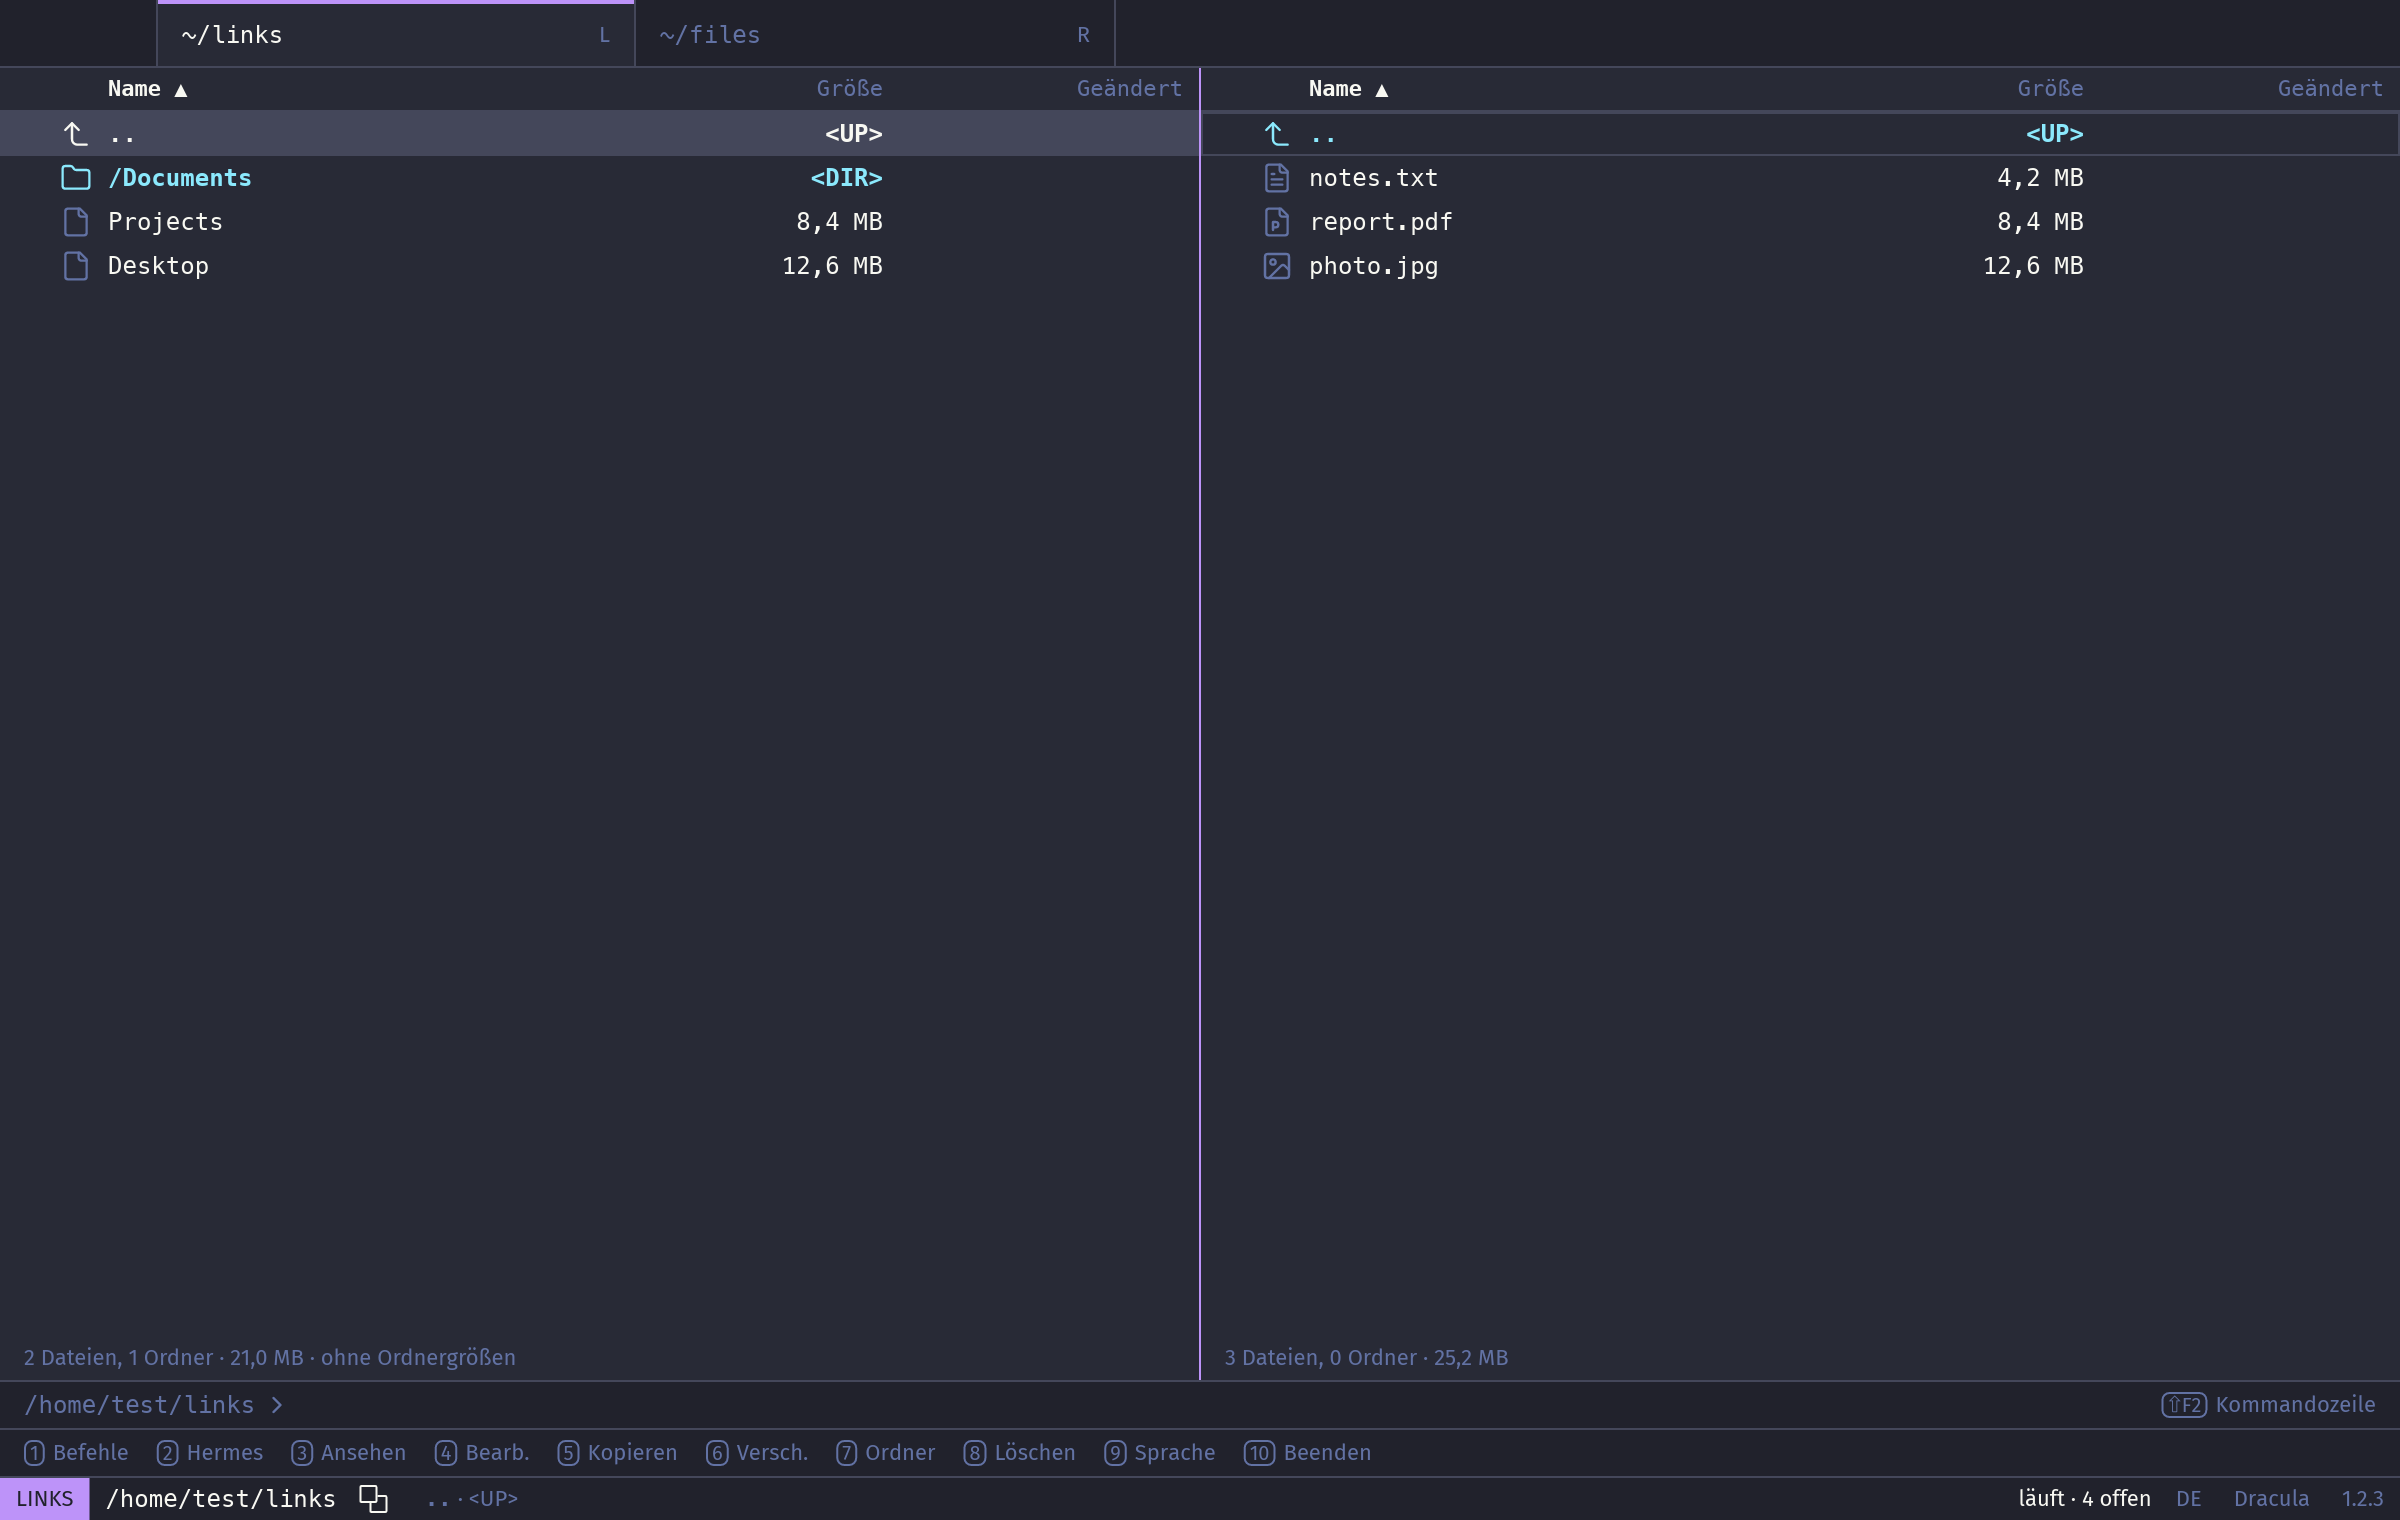 ~/links L ~/files R
Name ▲ Größe Geändert
.. <UP>
/Documents <DIR>
Projects 8,4 MB
Desktop 12,6 MB
2 Dateien, 1 Ordner · 21,0 MB · ohne Ordnergrößen
Name ▲ Größe Geändert
.. <UP>
notes.txt 4,2 MB
report.pdf 8,4 MB
photo.jpg 12,6 MB
3 Dateien, 0 Ordner · 25,2 MB
/home/test/links > ⇧F2 Kommandozeile
1 Befehle 2 Hermes 3 Ansehen 4 Bearb. 5 Kopieren 6 Versch. 7 Ordner 8 Löschen 9 Sprache 10 Beenden
LINKS /home/test/links .. · <UP> läuft · 4 offen DE Dracula 1.2.3